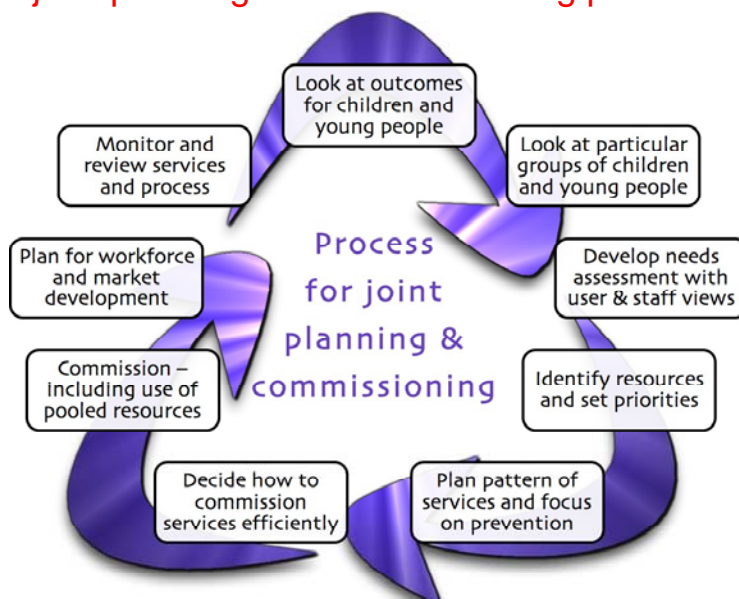 Look at outcomes
for children and
young people
Look at particular
groups of children
and young people
Develop needs
assessment with
user & staff views
Identify resources
and set priorities
Plan pattern of
services and focus
on prevention
Decide how to
commission
services efficiently
Commission –
including use of
pooled resources
Plan for workforce
and market
development
Monitor and
review services
and process
Process
for joint
planning &
commissioning